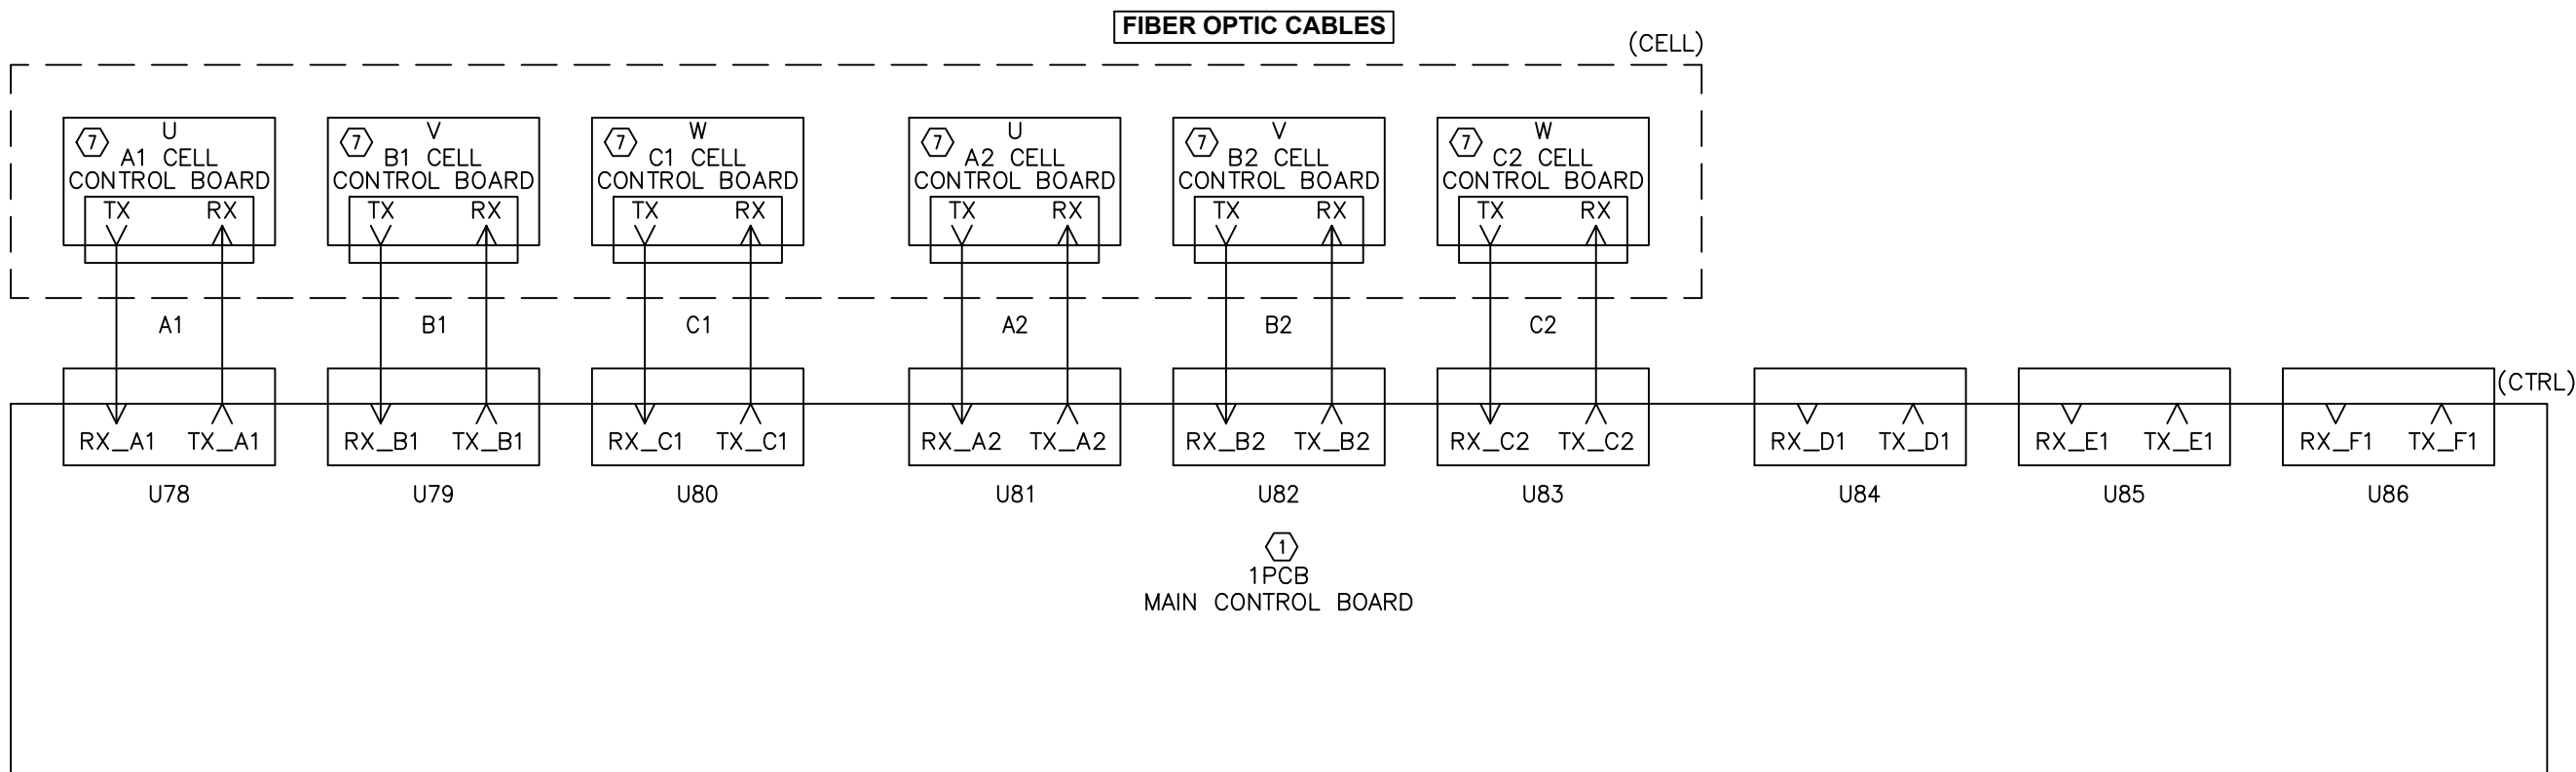 FIBER OPTIC CABLES
(CELL)
7 U
A1 CELL
CONTROL BOARD
TX RX
7 V
B1 CELL
CONTROL BOARD
TX RX
7 W
C1 CELL
CONTROL BOARD
TX RX
7 U
A2 CELL
CONTROL BOARD
TX RX
7 V
B2 CELL
CONTROL BOARD
TX RX
7 W
C2 CELL
CONTROL BOARD
TX RX
A1 B1 C1 A2 B2 C2
(CTRL)
RX_A1 TX_A1 RX_B1 TX_B1 RX_C1 TX_C1 RX_A2 TX_A2 RX_B2 TX_B2 RX_C2 TX_C2 RX_D1 TX_D1 RX_E1 TX_E1 RX_F1 TX_F1
U78 U79 U80 U81 U82 U83 U84 U85 U86
1
1PCB
MAIN CONTROL BOARD